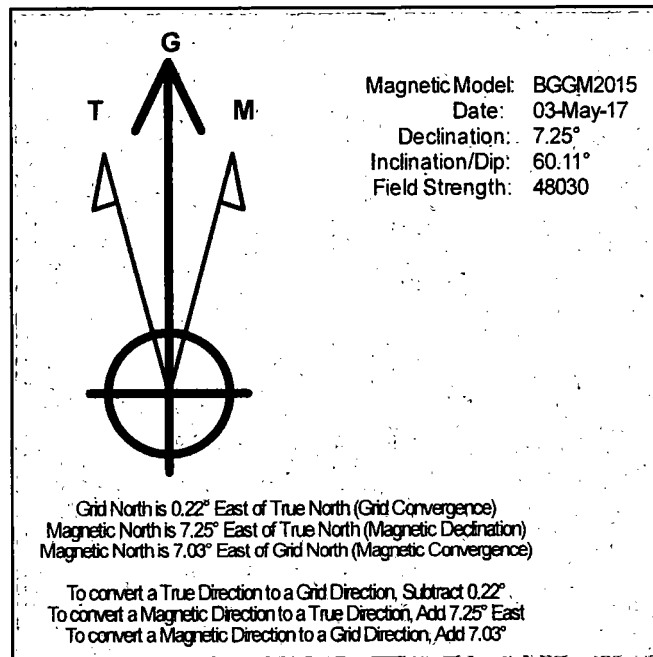 G
T M
Magnetic Model: BGGM2015
Date: 03-May-17
Declination: 7.25°
Inclination/Dip: 60.11°
Field Strength: 48030
Grid North is 0.22° East of True North (Grid Convergence)
Magnetic North is 7.25° East of True North (Magnetic Declination)
Magnetic North is 7.03° East of Grid North (Magnetic Convergence)
To convert a True Direction to a Grid Direction, Subtract 0.22°
To convert a Magnetic Direction to a True Direction, Add 7.25° East
To convert a Magnetic Direction to a Grid Direction, Add 7.03°